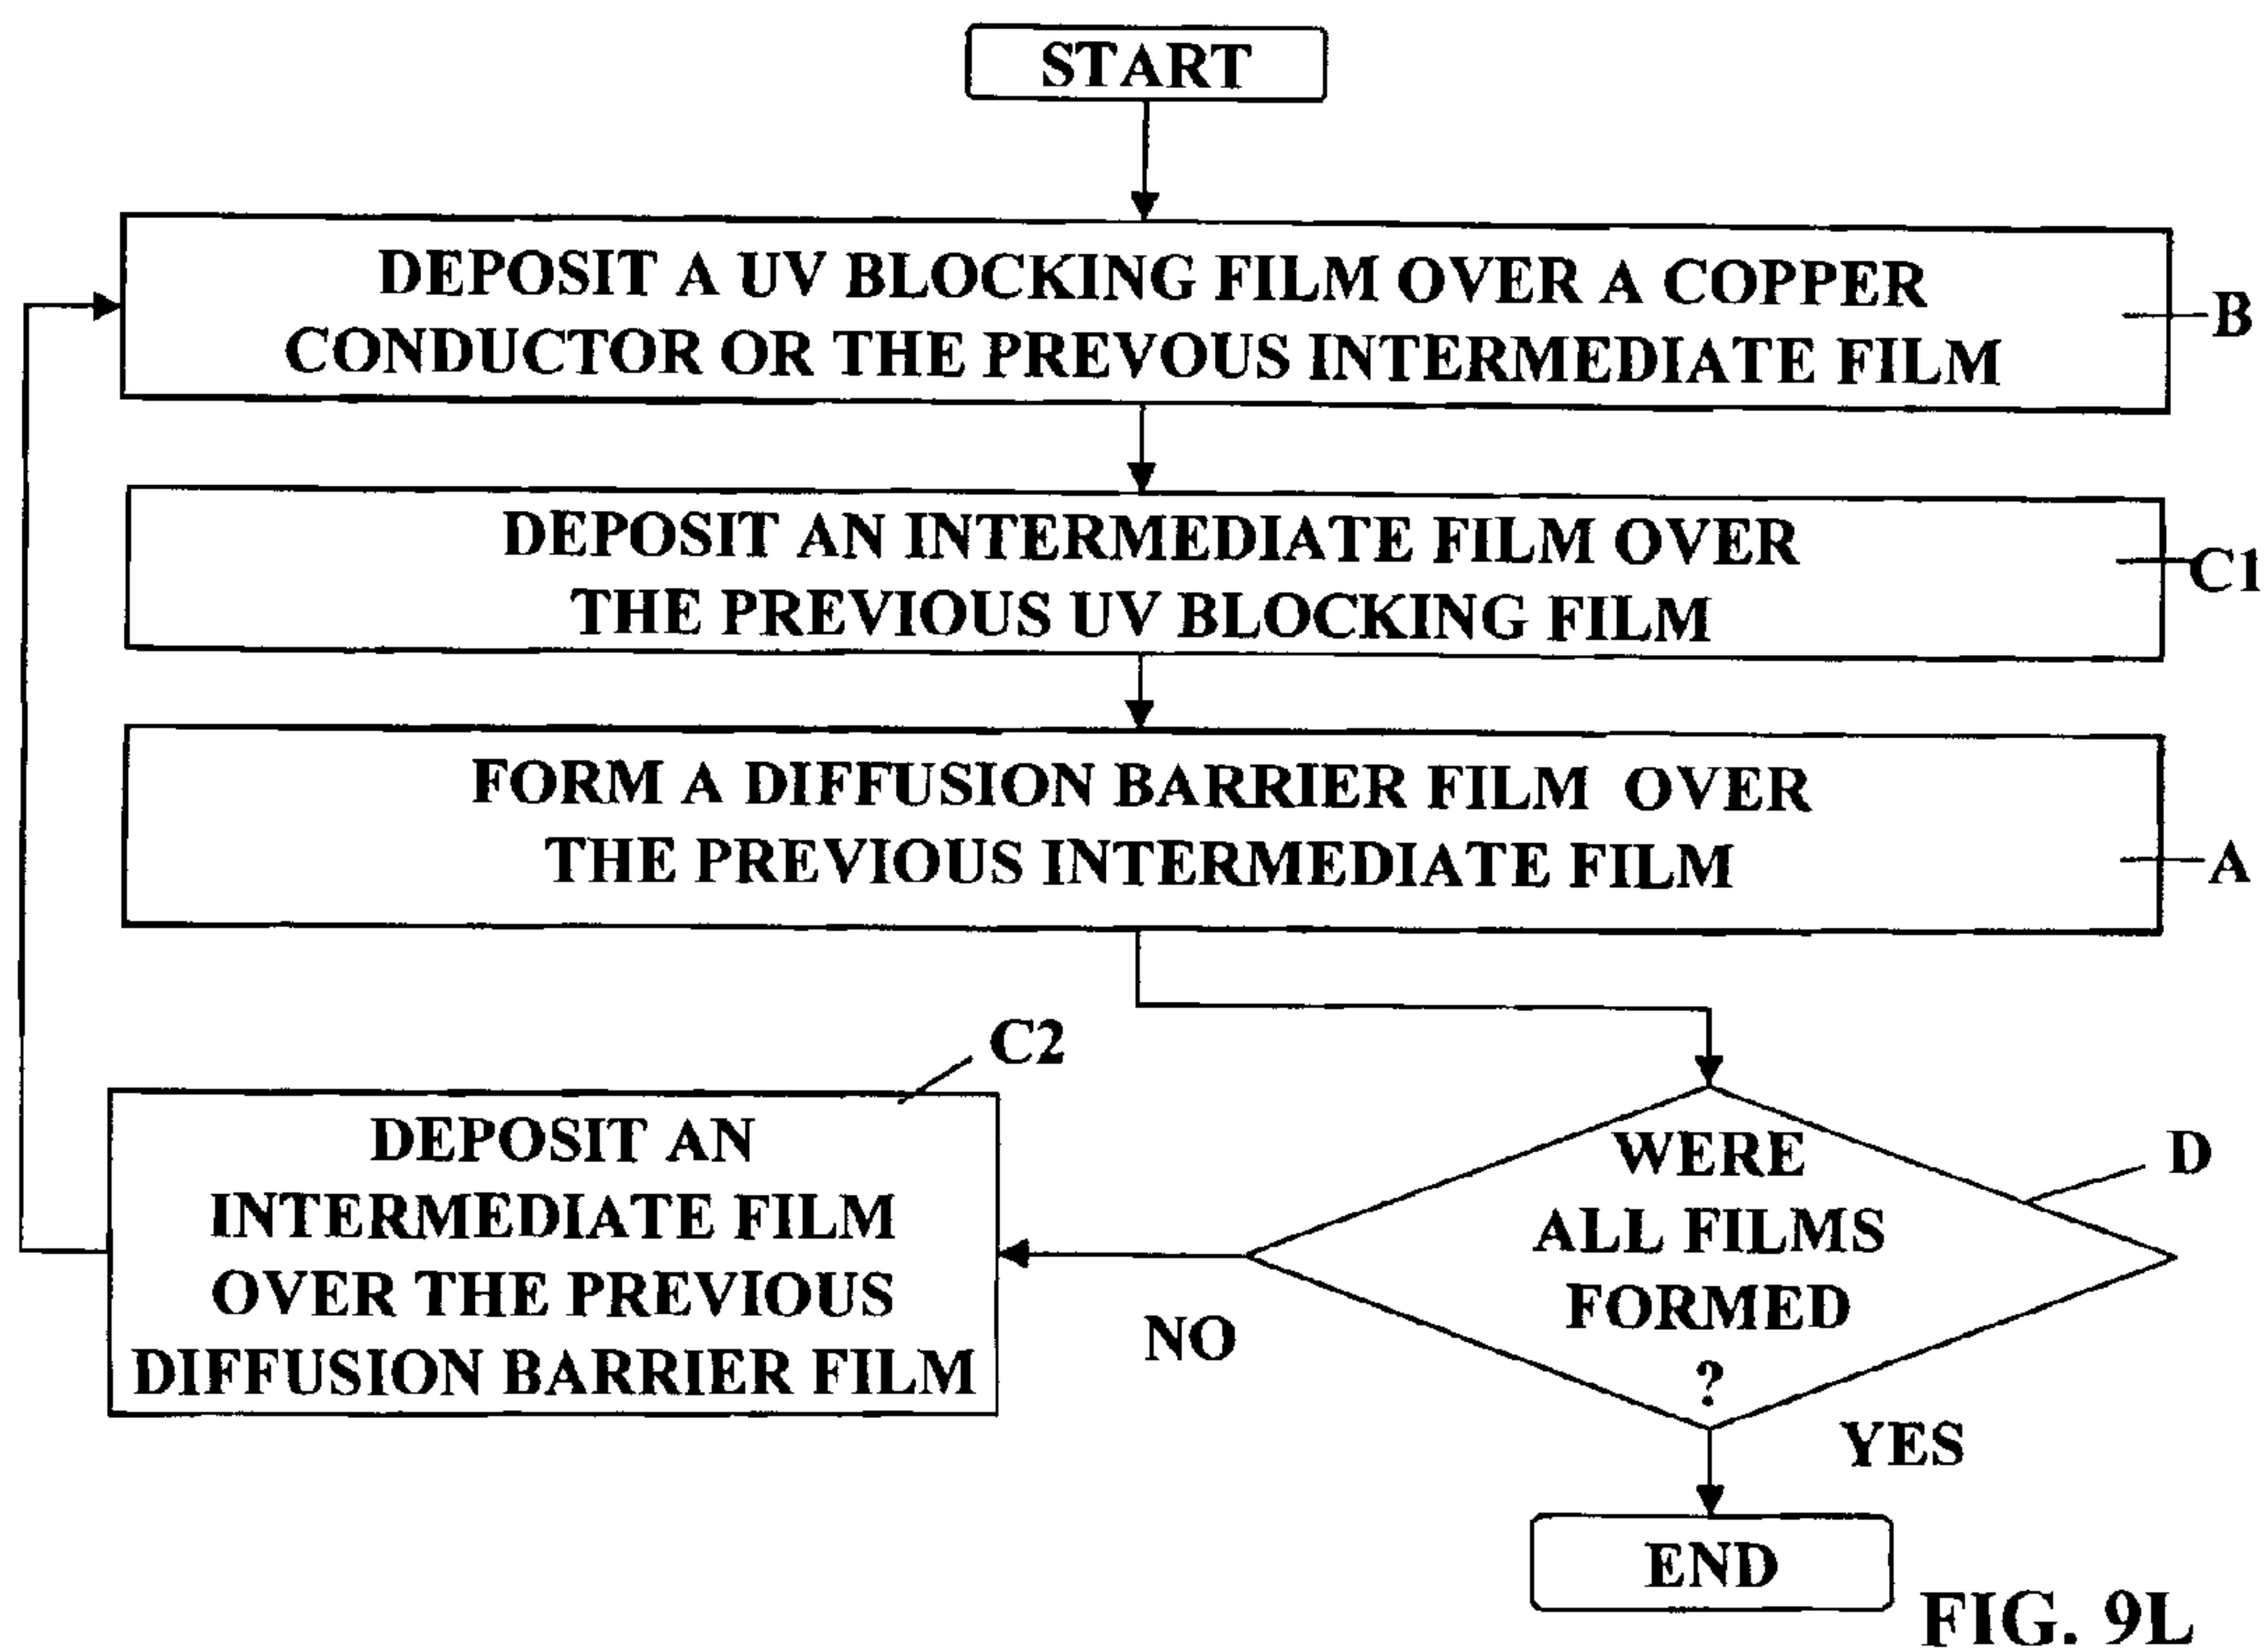 START
DEPOSIT A UV BLOCKING FILM OVER A COPPER
CONDUCTOR OR THE PREVOUS INTERMEDIATE FILM
B
DEPOSIT AN INTERMEDIATE FILM OVER
THE PREVIOUS UV BLOCKING FILM
C1
FORM A DIFFUSION BARRIER FILM OVER
THE PREVIOUS INTERMEDIATE FILM
A
C2
DEPOSIT AN
INTERMEDIATE FILM
OVER THE PREVIOUS
DIFFUSION BARRIER FILM
NO
WERE
ALL FILMS
FORMED
?
D
YES
END
FIG. 9L